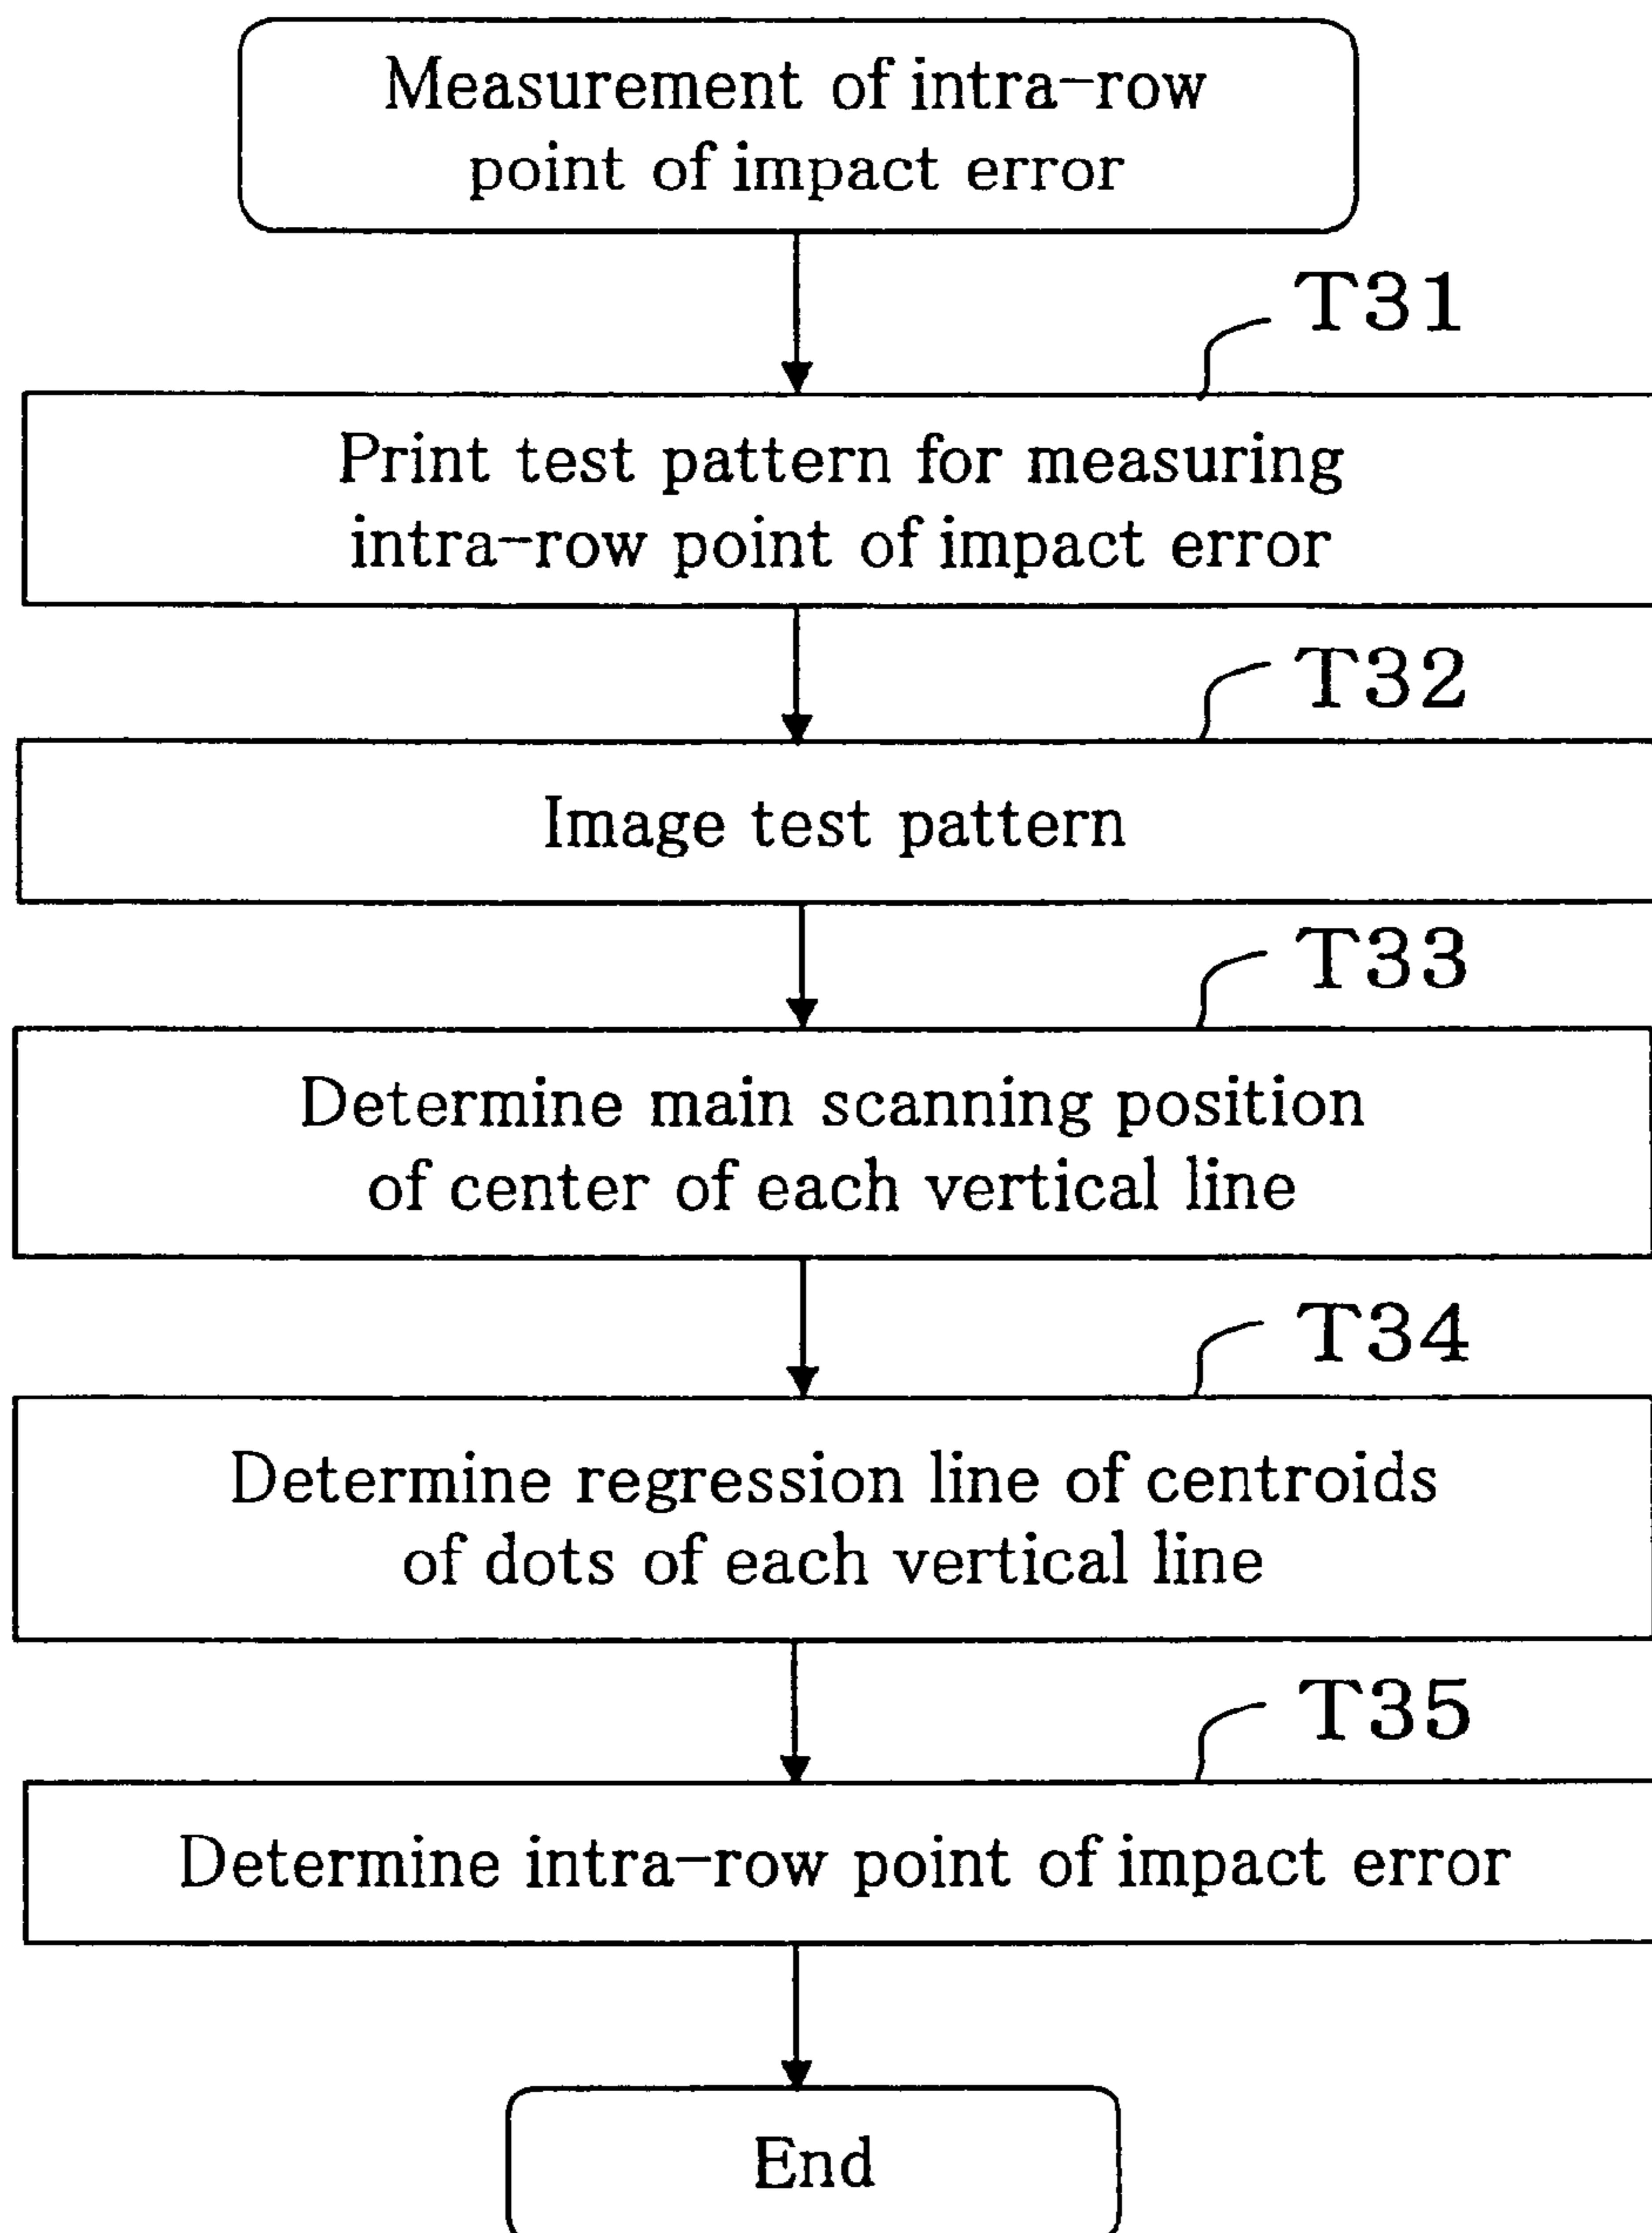 Measurement of intra-row
point of impact error
T31
Print test pattern for measuring
intra-row point of impact error
T32
Image test pattern
T33
Determine main scanning position
of center of each vertical line
T34
Determine regression line of centroids
of dots of each vertical line
T35
Determine intra-row point of impact error
End